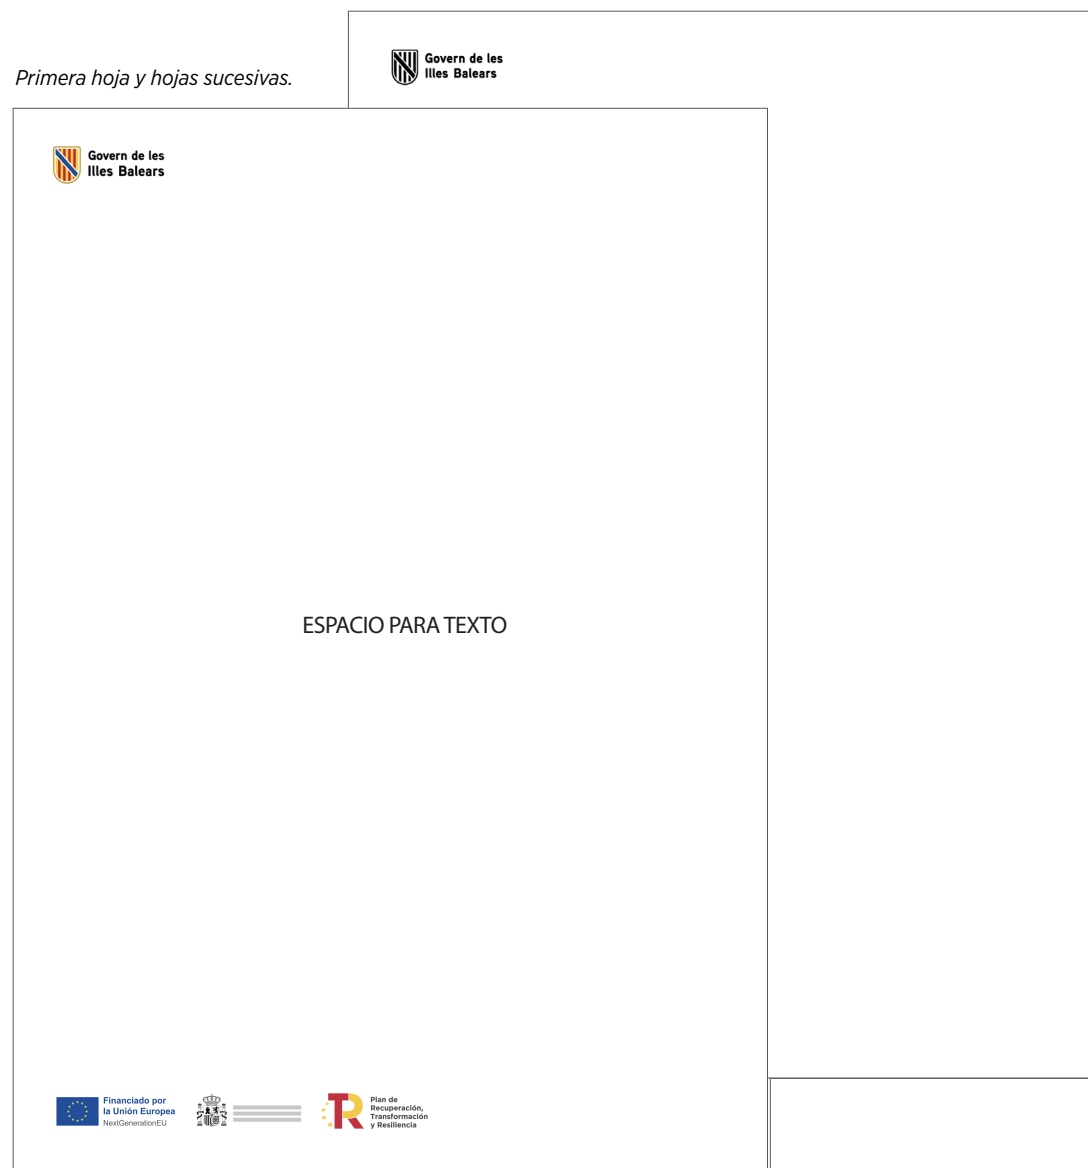 Primera hoja y hojas sucesivas.
Govern de les
Illes Balears
Govern de les
Illes Balears
ESPACIO PARA TEXTO
Financiado por
la Unión Europea
NextGenerationEU
Plan de
Recuperación,
Transformación
y Resiliencia